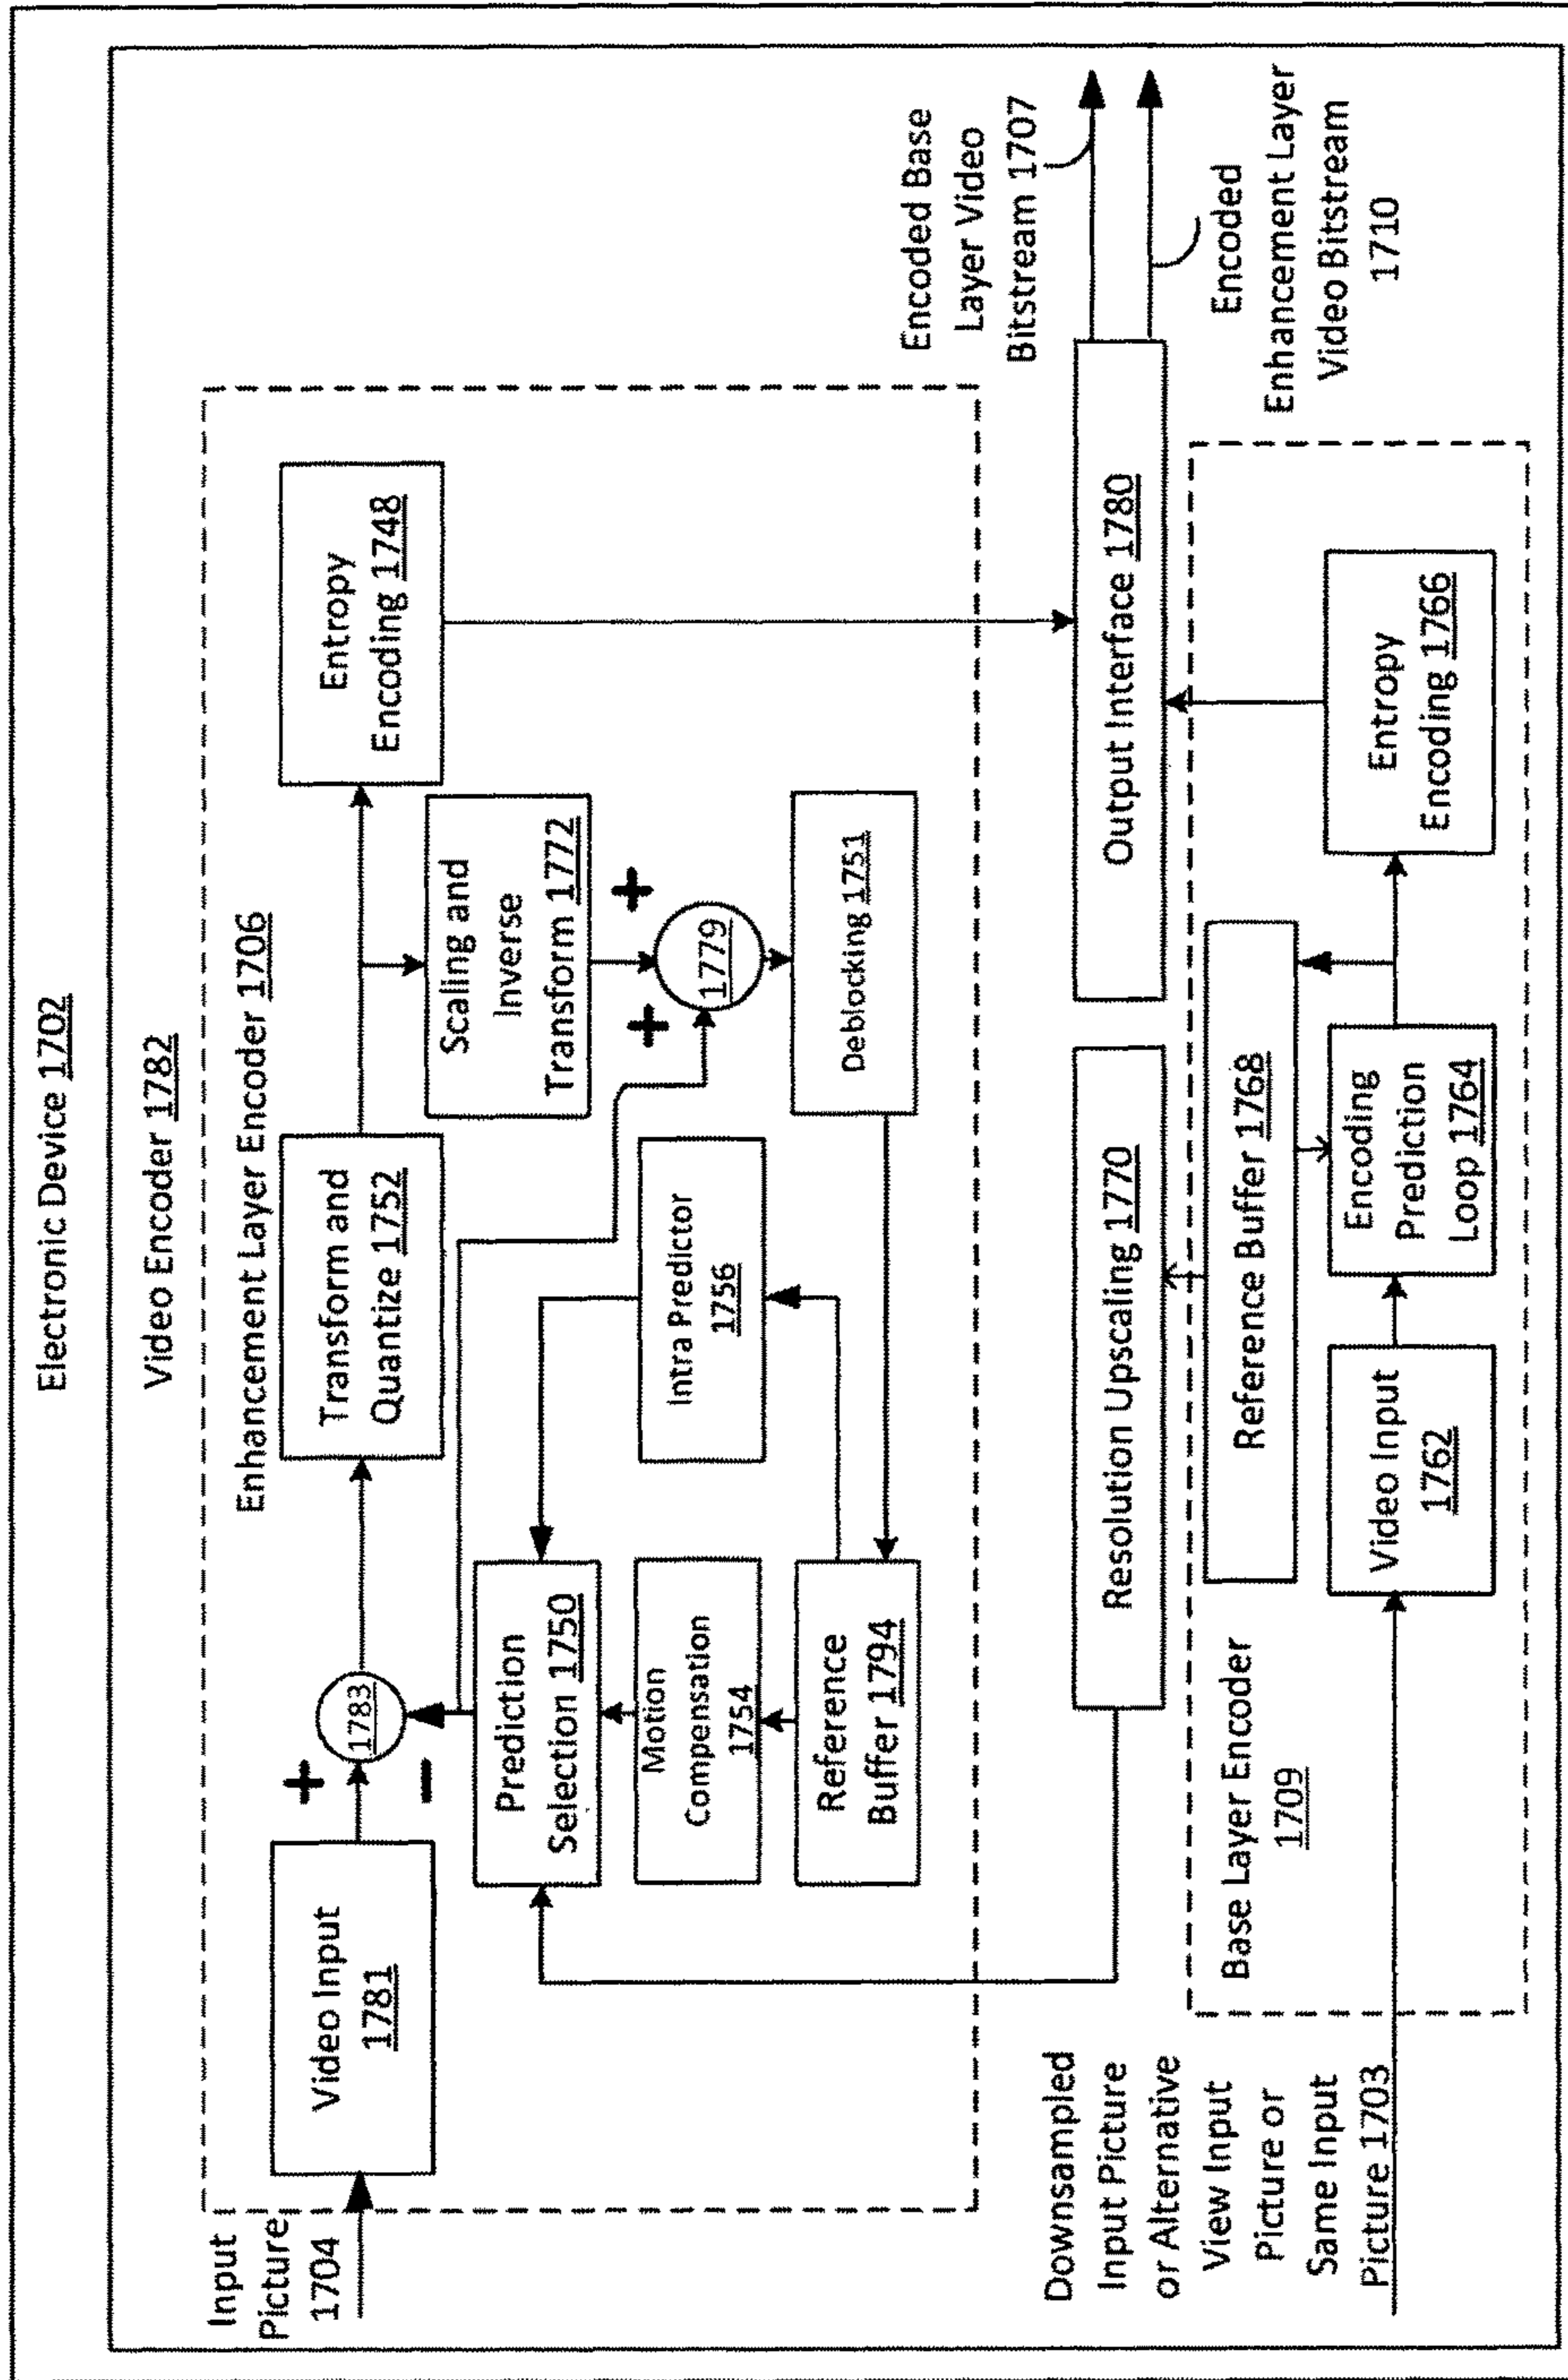 Electronic Device 1702
Video Encoder 1782
Enhancement Layer Encoder 1706
Input
Picture
1704
Video Input
1781
+
−
1783
Transform and
Quantize 1752
Entropy
Encoding 1748
Scaling and
Inverse
Transform 1772
+
+
1779
Deblocking 1751
Prediction
Selection 1750
Motion
Compensation
1754
Reference
Buffer 1794
Intra Predictor
1756
Encoded Base
Layer Video
Bitstream 1707
Resolution Upscaling 1770
Output Interface 1780
Encoded
Enhancement Layer
Video Bitstream
1710
Downsampled
Input Picture
or Alternative
View Input
Picture or
Same Input
Picture 1703
Base Layer Encoder
1709
Reference Buffer 1768
Video Input
1762
Encoding
Prediction
Loop 1764
Entropy
Encoding 1766